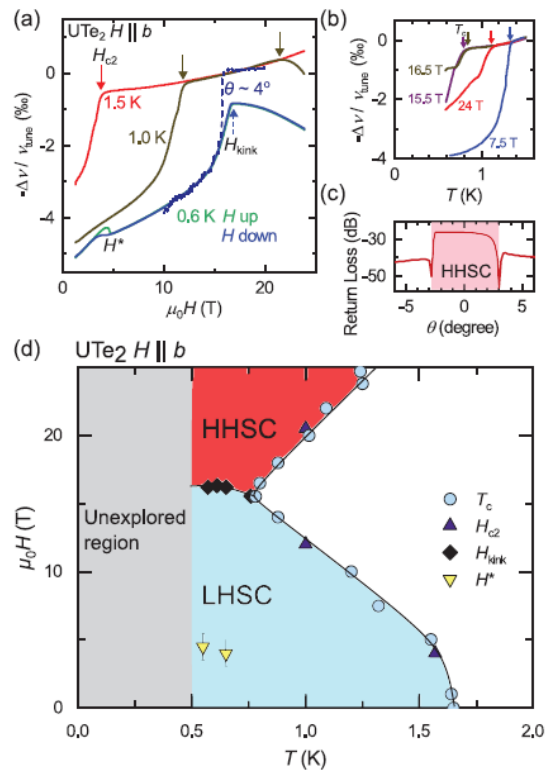 (a)
UTe2 H || b
Hc2
1.5 K
1.0 K
θ ~ 4°
Hkink
0.6 K H up
H down
H*
-Δν / νtune (‰)
0
-2
-4
0
10
20
μ0H (T)
(b)
Tc
16.5 T
15.5 T
24 T
7.5 T
-Δν / νtune (‰)
0
-2
-4
1
T (K)
(c)
Return Loss (dB)
-30
-50
HHSC
-5
0
5
θ (degree)
(d)
UTe2 H || b
μ0H (T)
20
10
0
HHSC
Unexplored
region
LHSC
Tc
Hc2
Hkink
H*
0.0
0.5
1.0
1.5
2.0
T (K)